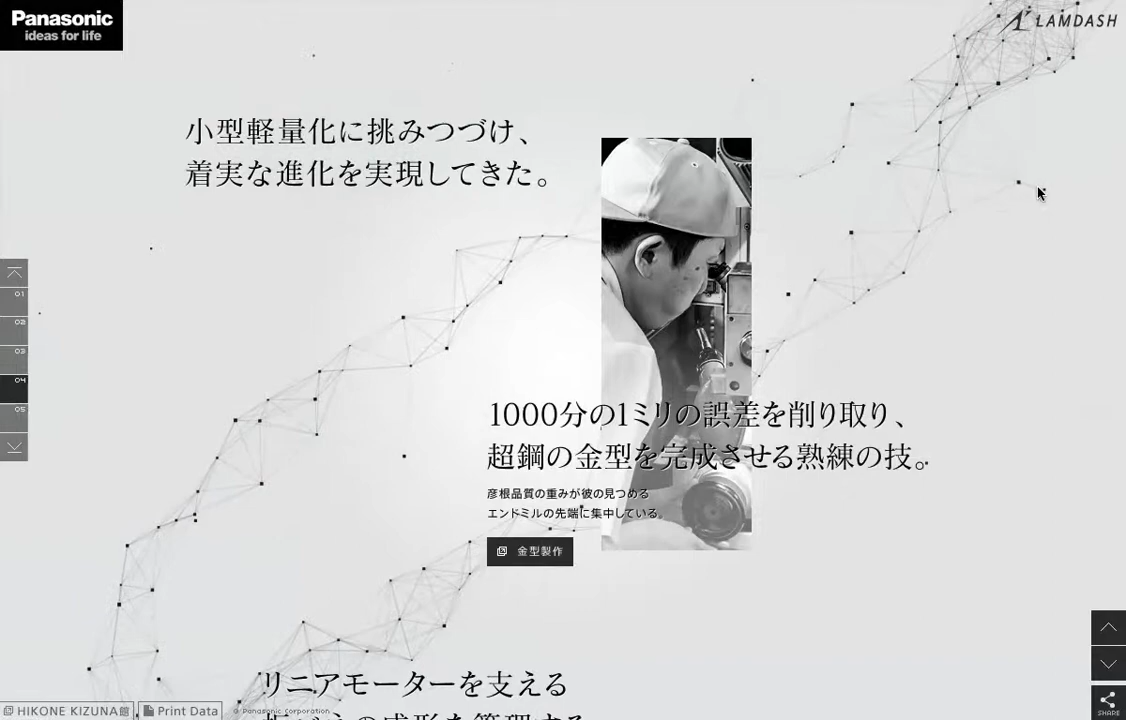 Panasonic
ideas for life
LAMDASH
小型軽量化に挑みつづけ、
着実な進化を実現してきた。
01
02
03
04
05
1000分の1ミリの誤差を削り取り、
超鋼の金型を完成させる熟練の技。
彦根品質の重みが彼の見つめる
エンドミルの先端に集中している。
金型製作
リニアモーターを支える
HIKONE KIZUNA館
Print Data
© Panasonic Corporation
SHARE